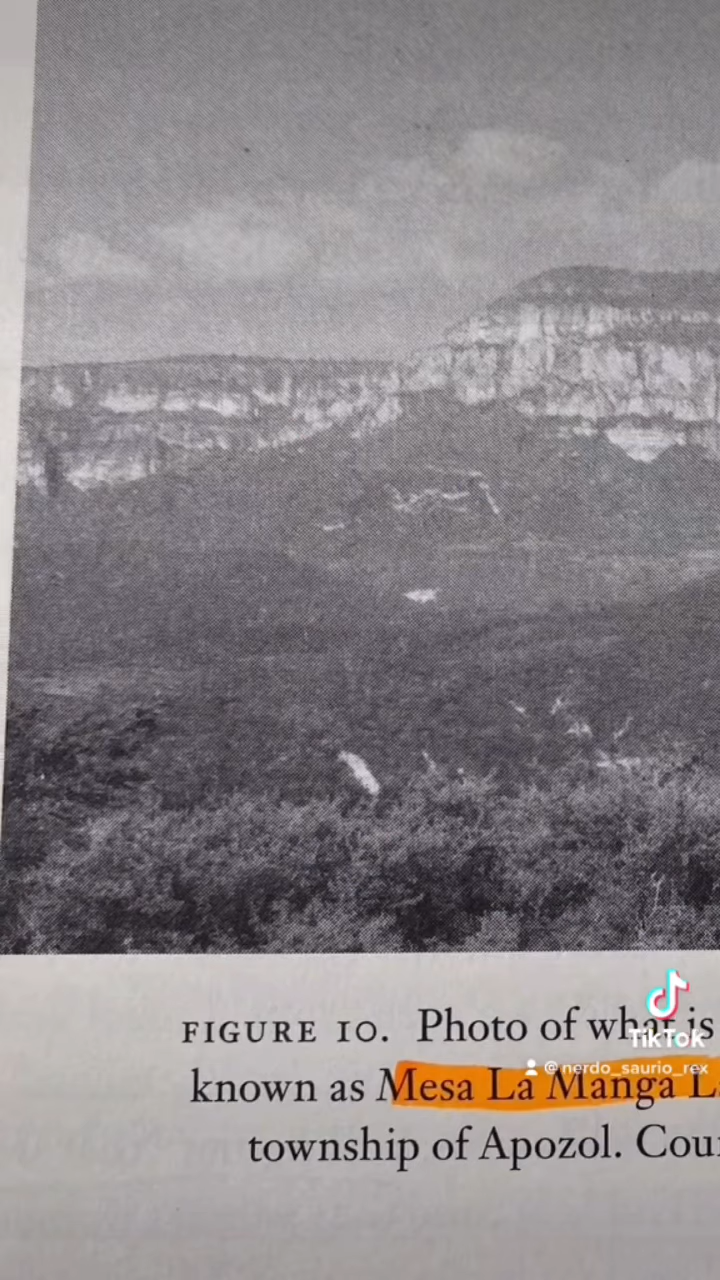 FIGURE 10. Photo of what is
TikTok
@nerdo_saurio_rex
known as Mesa La Manga
township of Apozol.